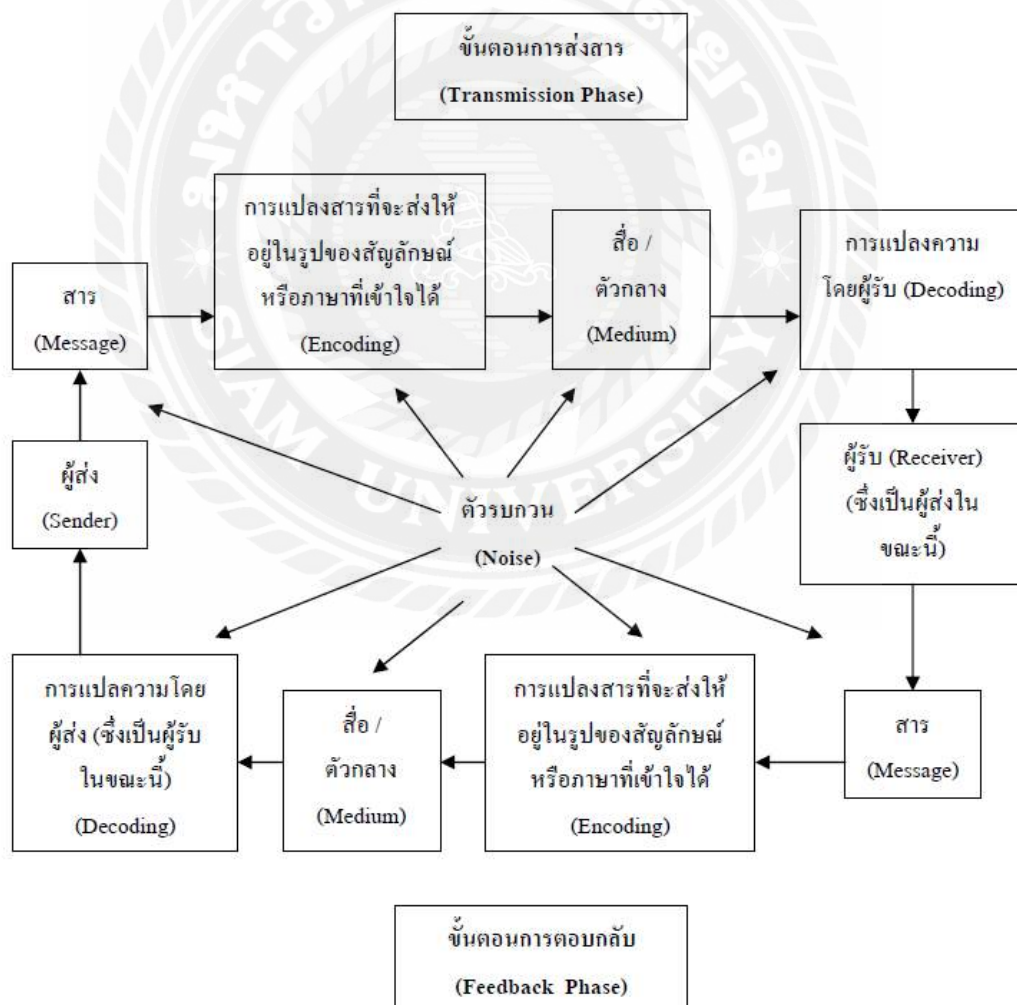 ขั้นตอนการส่งสาร
(Transmission Phase)
การแปลงสารที่จะส่งให้
อยู่ในรูปของสัญลักษณ์
หรือภาษาที่เข้าใจได้
(Encoding)
สื่อ /
ตัวกลาง
(Medium)
การแปลงความ
โดยผู้รับ (Decoding)
สาร
(Message)
ผู้ส่ง
(Sender)
ตัวรบกวน
(Noise)
ผู้รับ (Receiver)
(ซึ่งเป็นผู้ส่งใน
ขณะนี้)
การแปลความโดย
ผู้ส่ง (ซึ่งเป็นผู้รับ
ในขณะนี้)
(Decoding)
สื่อ /
ตัวกลาง
(Medium)
การแปลงสารที่จะส่งให้
อยู่ในรูปของสัญลักษณ์
หรือภาษาที่เข้าใจได้
(Encoding)
สาร
(Message)
ขั้นตอนการตอบกลับ
(Feedback Phase)
SIAM UNIVERSITY